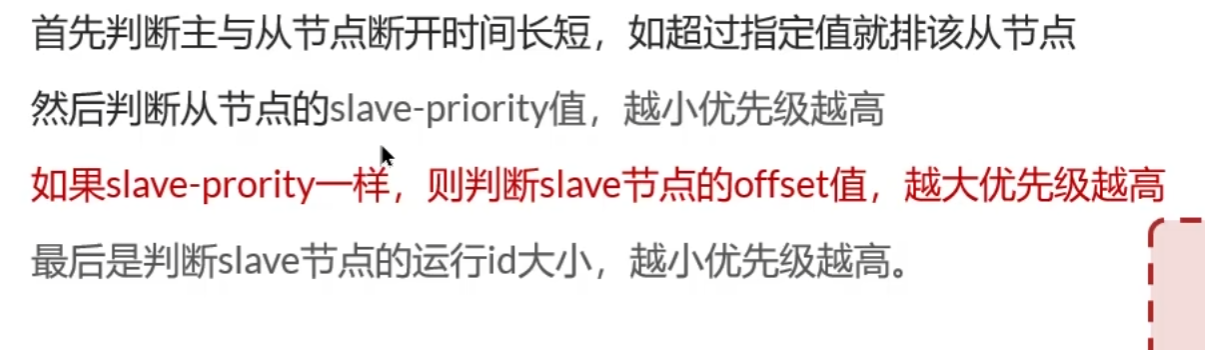 首先判断主与从节点断开时间长短，如超过指定值就排该从节点
然后判断从节点的slave-priority值，越小优先级越高
如果slave-prority一样，则判断slave节点的offset值，越大优先级越高
最后是判断slave节点的运行id大小，越小优先级越高。